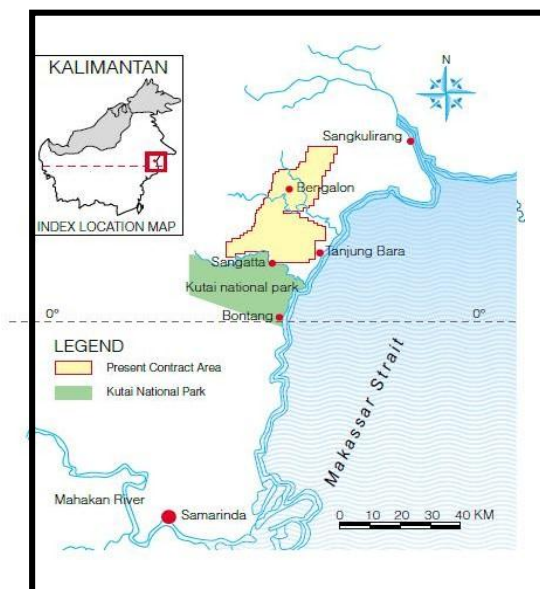 KALIMANTAN
INDEX LOCATION MAP
N
Sangkulirang
Bengalon
Tanjung Bara
Sangatta
Kutai national park
Bontang
0° 0°
LEGEND
Present Contract Area
Kutai National Park
Makassar Strait
Mahakan River
Samarinda
0 10 20 30 40 KM